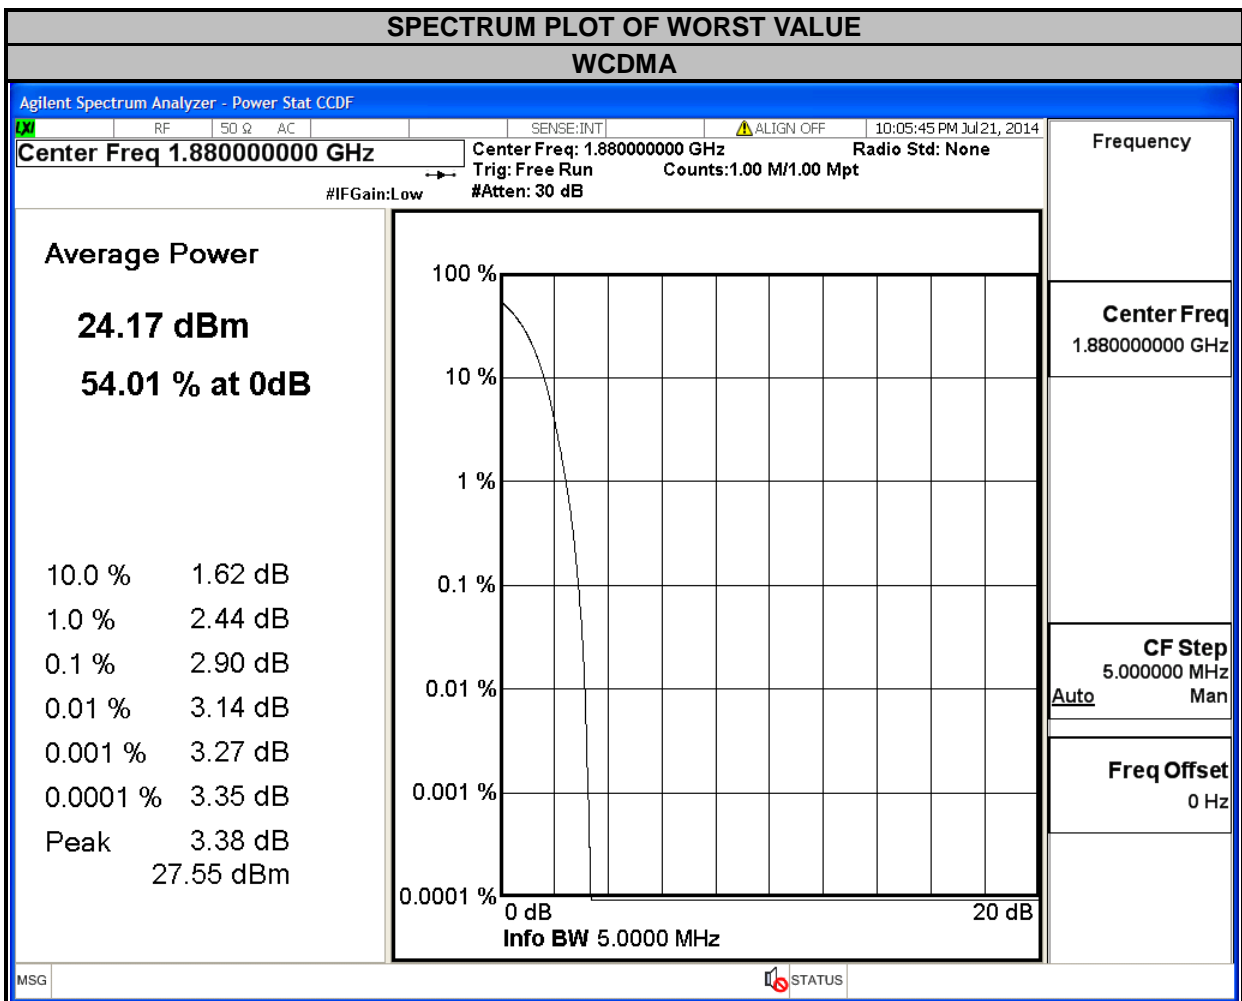 SPECTRUM PLOT OF WORST VALUE
WCDMA
Agilent Spectrum Analyzer - Power Stat CCDF
LXI RF 50 Ω AC SENSE:INT ALIGN OFF 10:05:45 PM Jul 21, 2014
Center Freq 1.880000000 GHz
Center Freq: 1.880000000 GHz Radio Std: None
Trig: Free Run Counts:1.00 M/1.00 Mpt
#IFGain:Low #Atten: 30 dB
Frequency
Average Power
24.17 dBm
54.01 % at 0dB
10.0 % 1.62 dB
1.0 % 2.44 dB
0.1 % 2.90 dB
0.01 % 3.14 dB
0.001 % 3.27 dB
0.0001 % 3.35 dB
Peak 3.38 dB
27.55 dBm
100 %
10 %
1 %
0.1 %
0.01 %
0.001 %
0.0001 %
0 dB 20 dB
Info BW 5.0000 MHz
Center Freq
1.880000000 GHz
CF Step
5.000000 MHz
Auto Man
Freq Offset
0 Hz
MSG STATUS